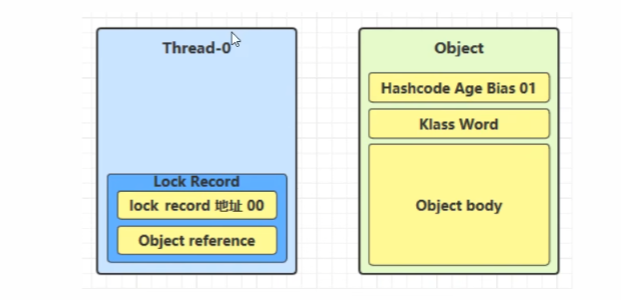 Thread-0
Lock Record
lock record 地址 00
Object reference
Object
Hashcode Age Bias 01
Klass Word
Object body